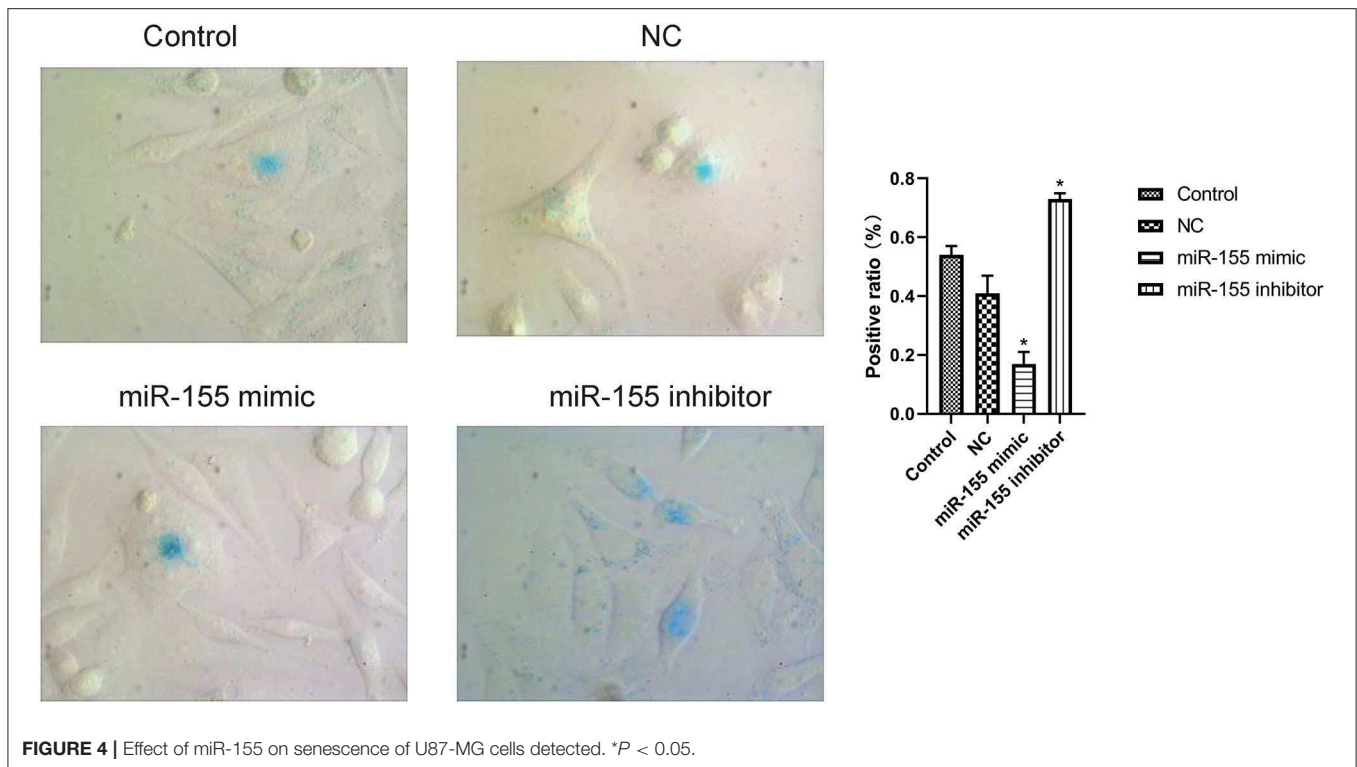 Control
NC
miR-155 mimic
miR-155 inhibitor
Positive ratio (%)
0.8
0.6
0.4
0.2
0.0
*
*
Control
NC
miR-155 mimic
miR-155 inhibitor
Control
NC
miR-155 mimic
miR-155 inhibitor
FIGURE 4 | Effect of miR-155 on senescence of U87-MG cells detected. *P < 0.05.